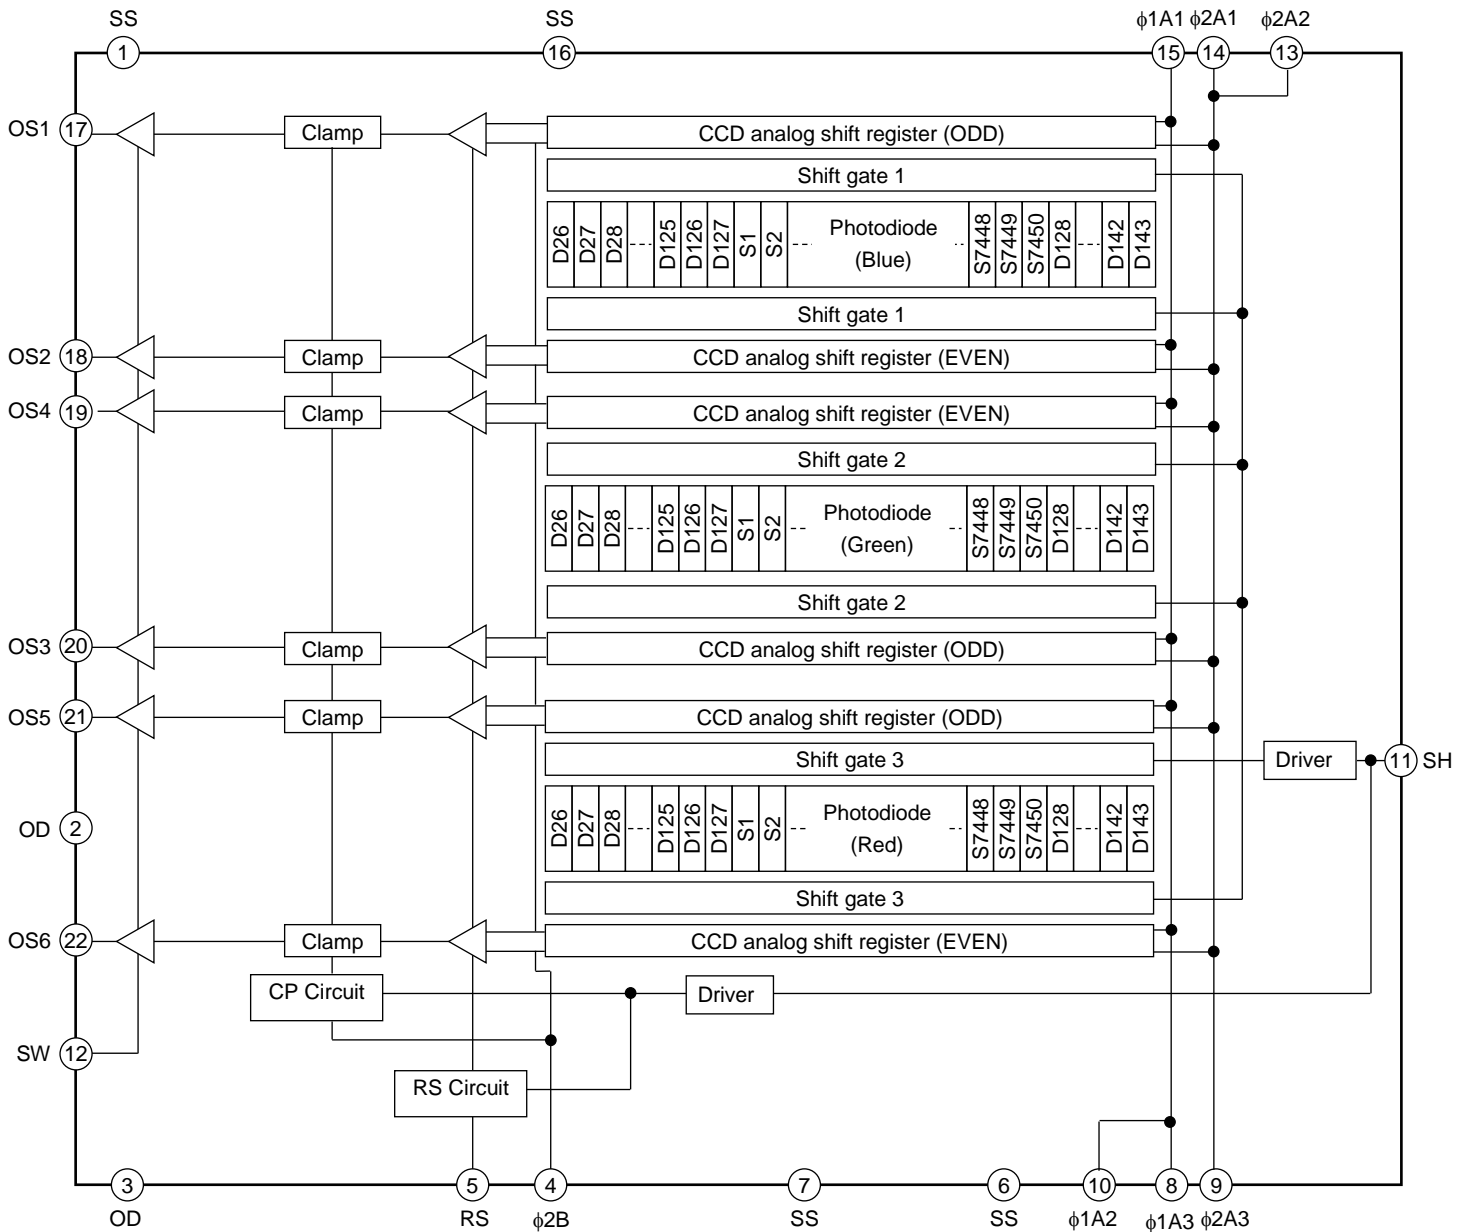 SS
SS
ϕ1A1 ϕ2A1 ϕ2A2
1
16
15
14
13
OS1 17
Clamp
CCD analog shift register (ODD)
Shift gate 1
D26 D27 D28 ---- D125 D126 D127 S1 S2 --- Photodiode (Blue) -- S7448 S7449 S7450 D128 ---- D142 D143
Shift gate 1
OS2 18
Clamp
CCD analog shift register (EVEN)
OS4 19
Clamp
CCD analog shift register (EVEN)
Shift gate 2
D26 D27 D28 ---- D125 D126 D127 S1 S2 --- Photodiode (Green) --- S7448 S7449 S7450 D128 ---- D142 D143
Shift gate 2
OS3 20
Clamp
CCD analog shift register (ODD)
OS5 21
Clamp
CCD analog shift register (ODD)
Shift gate 3
Driver
11 SH
D26 D27 D28 ---- D125 D126 D127 S1 S2 --- Photodiode (Red) --- S7448 S7449 S7450 D128 ---- D142 D143
OD 2
Shift gate 3
OS6 22
Clamp
CCD analog shift register (EVEN)
CP Circuit
Driver
SW 12
RS Circuit
3
5
4
7
6
10
8
9
OD
RS
ϕ2B
SS
SS
ϕ1A2
ϕ1A3
ϕ2A3